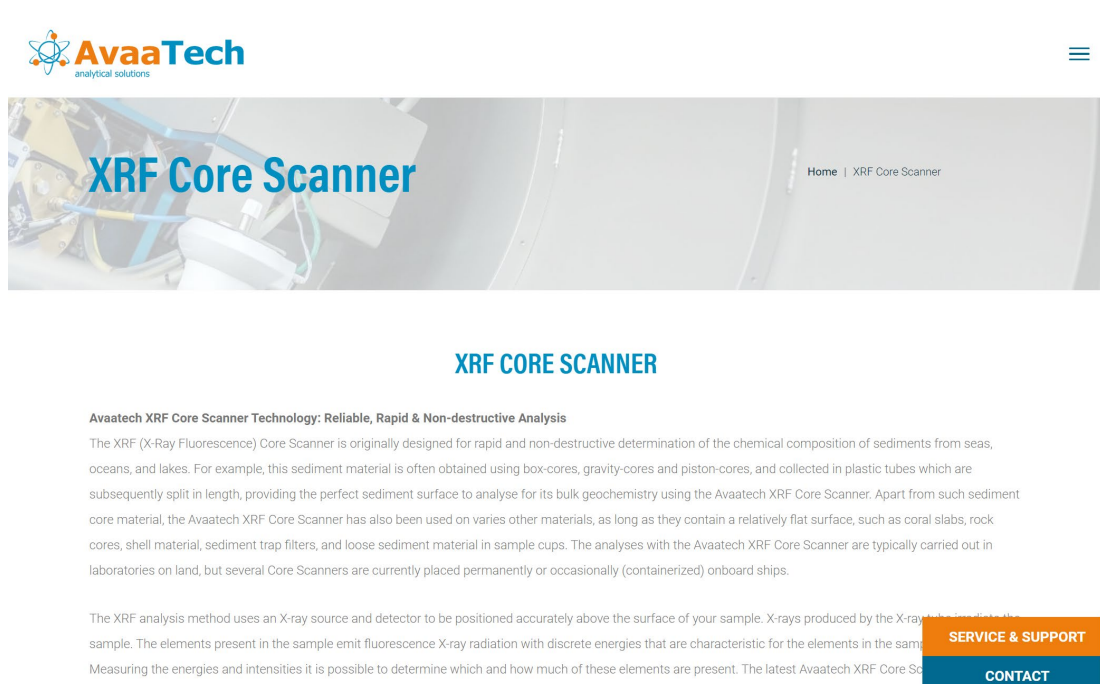 AvaaTech
analytical solutions
XRF Core Scanner
Home | XRF Core Scanner
XRF CORE SCANNER
Avaatech XRF Core Scanner Technology: Reliable, Rapid & Non-destructive Analysis
The XRF (X-Ray Fluorescence) Core Scanner is originally designed for rapid and non-destructive determination of the chemical composition of sediments from seas,
oceans, and lakes. For example, this sediment material is often obtained using box-cores, gravity-cores and piston-cores, and collected in plastic tubes which are
subsequently split in length, providing the perfect sediment surface to analyse for its bulk geochemistry using the Avaatech XRF Core Scanner. Apart from such sediment
core material, the Avaatech XRF Core Scanner has also been used on varies other materials, as long as they contain a relatively flat surface, such as coral slabs, rock
cores, shell material, sediment trap filters, and loose sediment material in sample cups. The analyses with the Avaatech XRF Core Scanner are typically carried out in
laboratories on land, but several Core Scanners are currently placed permanently or occasionally (containerized) onboard ships.
The XRF analysis method uses an X-ray source and detector to be positioned accurately above the surface of your sample. X-rays produced by the X-ray tube irradiate the
sample. The elements present in the sample emit fluorescence X-ray radiation with discrete energies that are characteristic for the elements in the
Measuring the energies and intensities it is possible to determine which and how much of these elements are present. The latest Avaatech XRF Core
SERVICE & SUPPORT
CONTACT